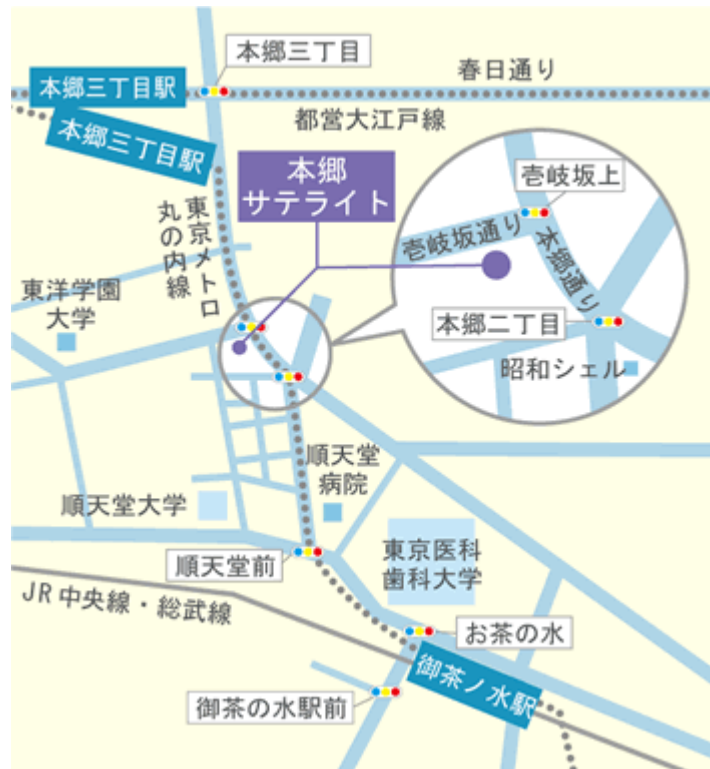 本郷三丁目
春日通り
本郷三丁目駅
都営大江戸線
本郷三丁目駅
本郷
サテライト
壱岐坂上
東京メトロ
丸の内線
壱岐坂通り
本郷通り
東洋学園
大学
本郷二丁目
昭和シェル
順天堂
病院
順天堂大学
東京医科
歯科大学
順天堂前
JR中央線・総武線
お茶の水
御茶ノ水駅
御茶の水駅前